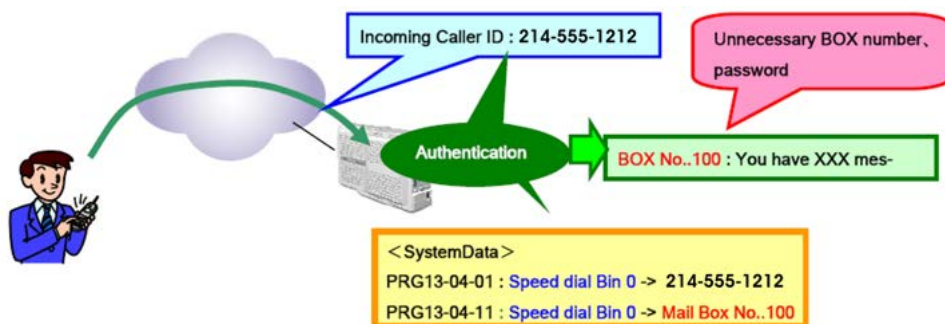 Incoming Caller ID : 214-555-1212
Unnecessary BOX number、
password
Authentication
BOX No..100 : You have XXX mes-
＜SystemData＞
PRG13-04-01 : Speed dial Bin 0 -> 214-555-1212
PRG13-04-11 : Speed dial Bin 0 -> Mail Box No..100